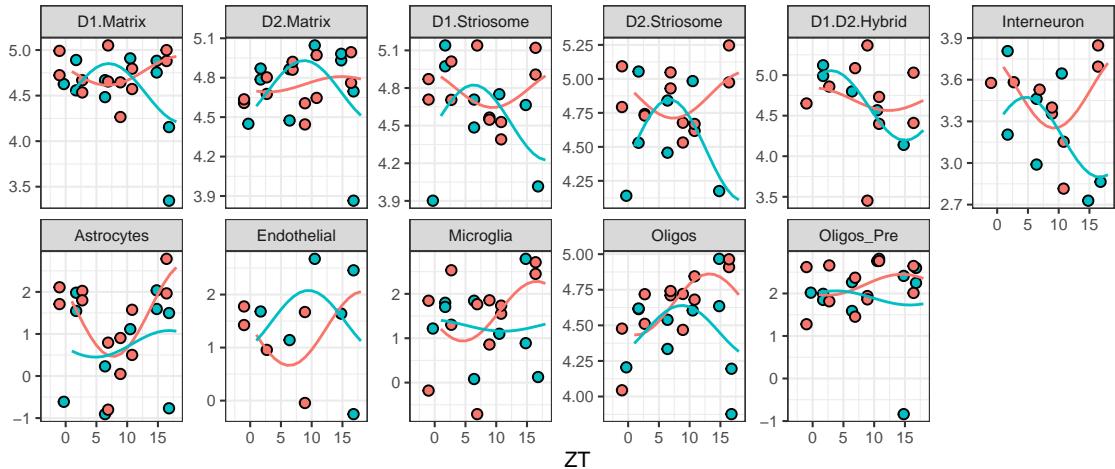 D1.Matrix D2.Matrix D1.Striosome D2.Striosome D1.D2.Hybrid Interneuron
5.0 5.1 5.1 5.25 5.0 3.9
4.5 4.8 4.8 5.00 4.5 3.6
4.0 4.5 4.5 4.75 4.0 3.3
3.5 4.2 4.2 4.50 3.5 3.0
3.9 3.9 4.25 2.7
Astrocytes Endothelial Microglia Oligos Oligos_Pre
2 2 2 5.00 3
1 1 4.75 2
0 1 0 4.50 1
−1 0 4.25 0
4.00 −1
0 5 10 15 0 5 10 15 0 5 10 15 0 5 10 15 0 5 10 15 0 5 10 15
ZT